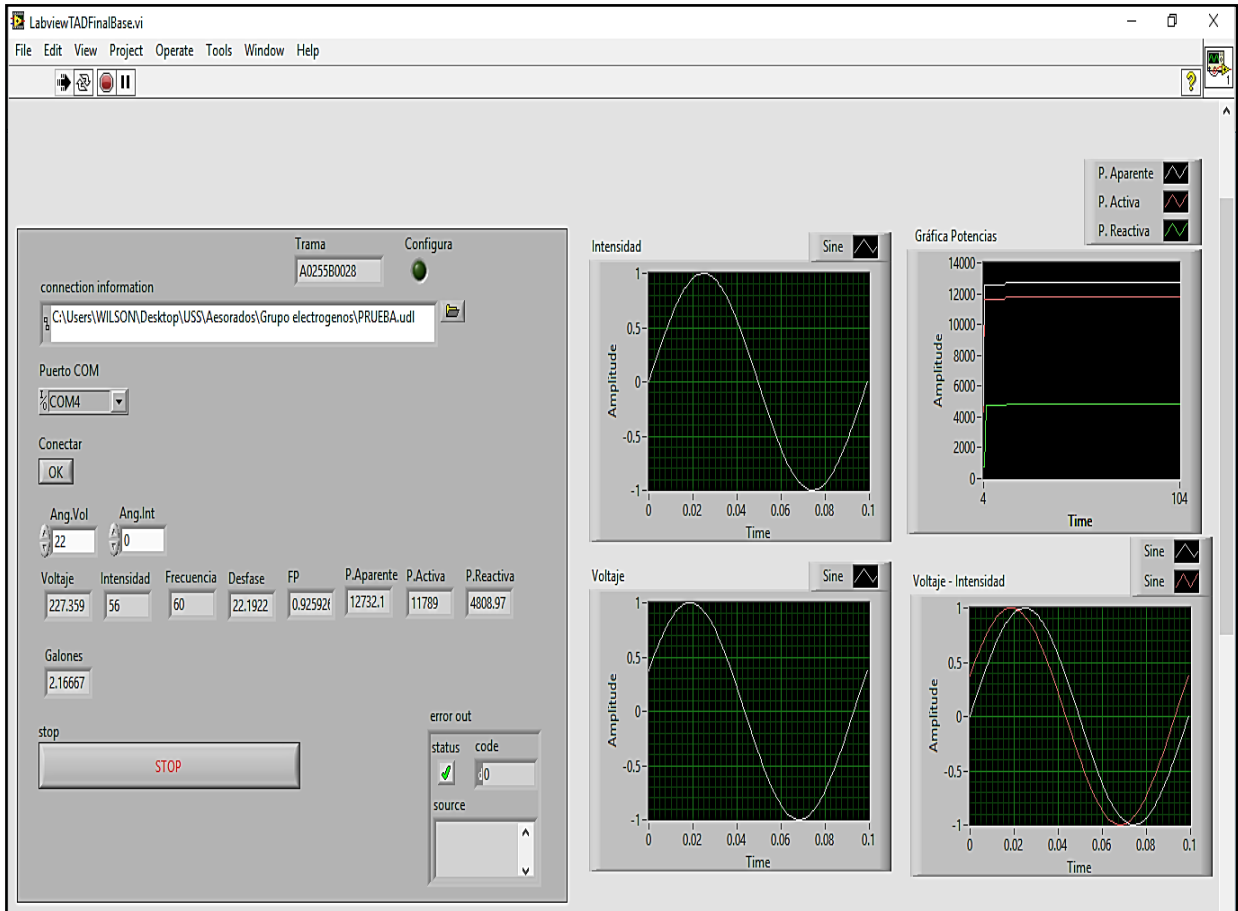 LabviewTADFinalBase.vi
File Edit View Project Operate Tools Window Help
Trama
A0255B0028
Configura
connection information
C:\Users\WILSON\Desktop\USS\Aesorados\Grupo electrogenos\PRUEBA.udl
Puerto COM
COM4
Conectar
OK
Ang.Vol Ang.Int
22 0
Voltaje Intensidad Frecuencia Desfase FP P.Aparente P.Activa P.Reactiva
227.359 56 60 22.1922 0.925926 12732.1 11789 4808.97
Galones
2.16667
stop
STOP
error out
status code
0
source
Intensidad
Sine
Amplitude
1
0.5
0
-0.5
-1
0 0.02 0.04 0.06 0.08 0.1
Time
P. Aparente
P. Activa
P. Reactiva
Gráfica Potencias
Amplitude
14000
12000
10000
8000
6000
4000
2000
0
4 104
Time
Voltaje
Sine
Amplitude
1
0.5
0
-0.5
-1
0 0.02 0.04 0.06 0.08 0.1
Time
Sine
Sine
Voltaje - Intensidad
Amplitude
1
0.5
0
-0.5
-1
0 0.02 0.04 0.06 0.08 0.1
Time